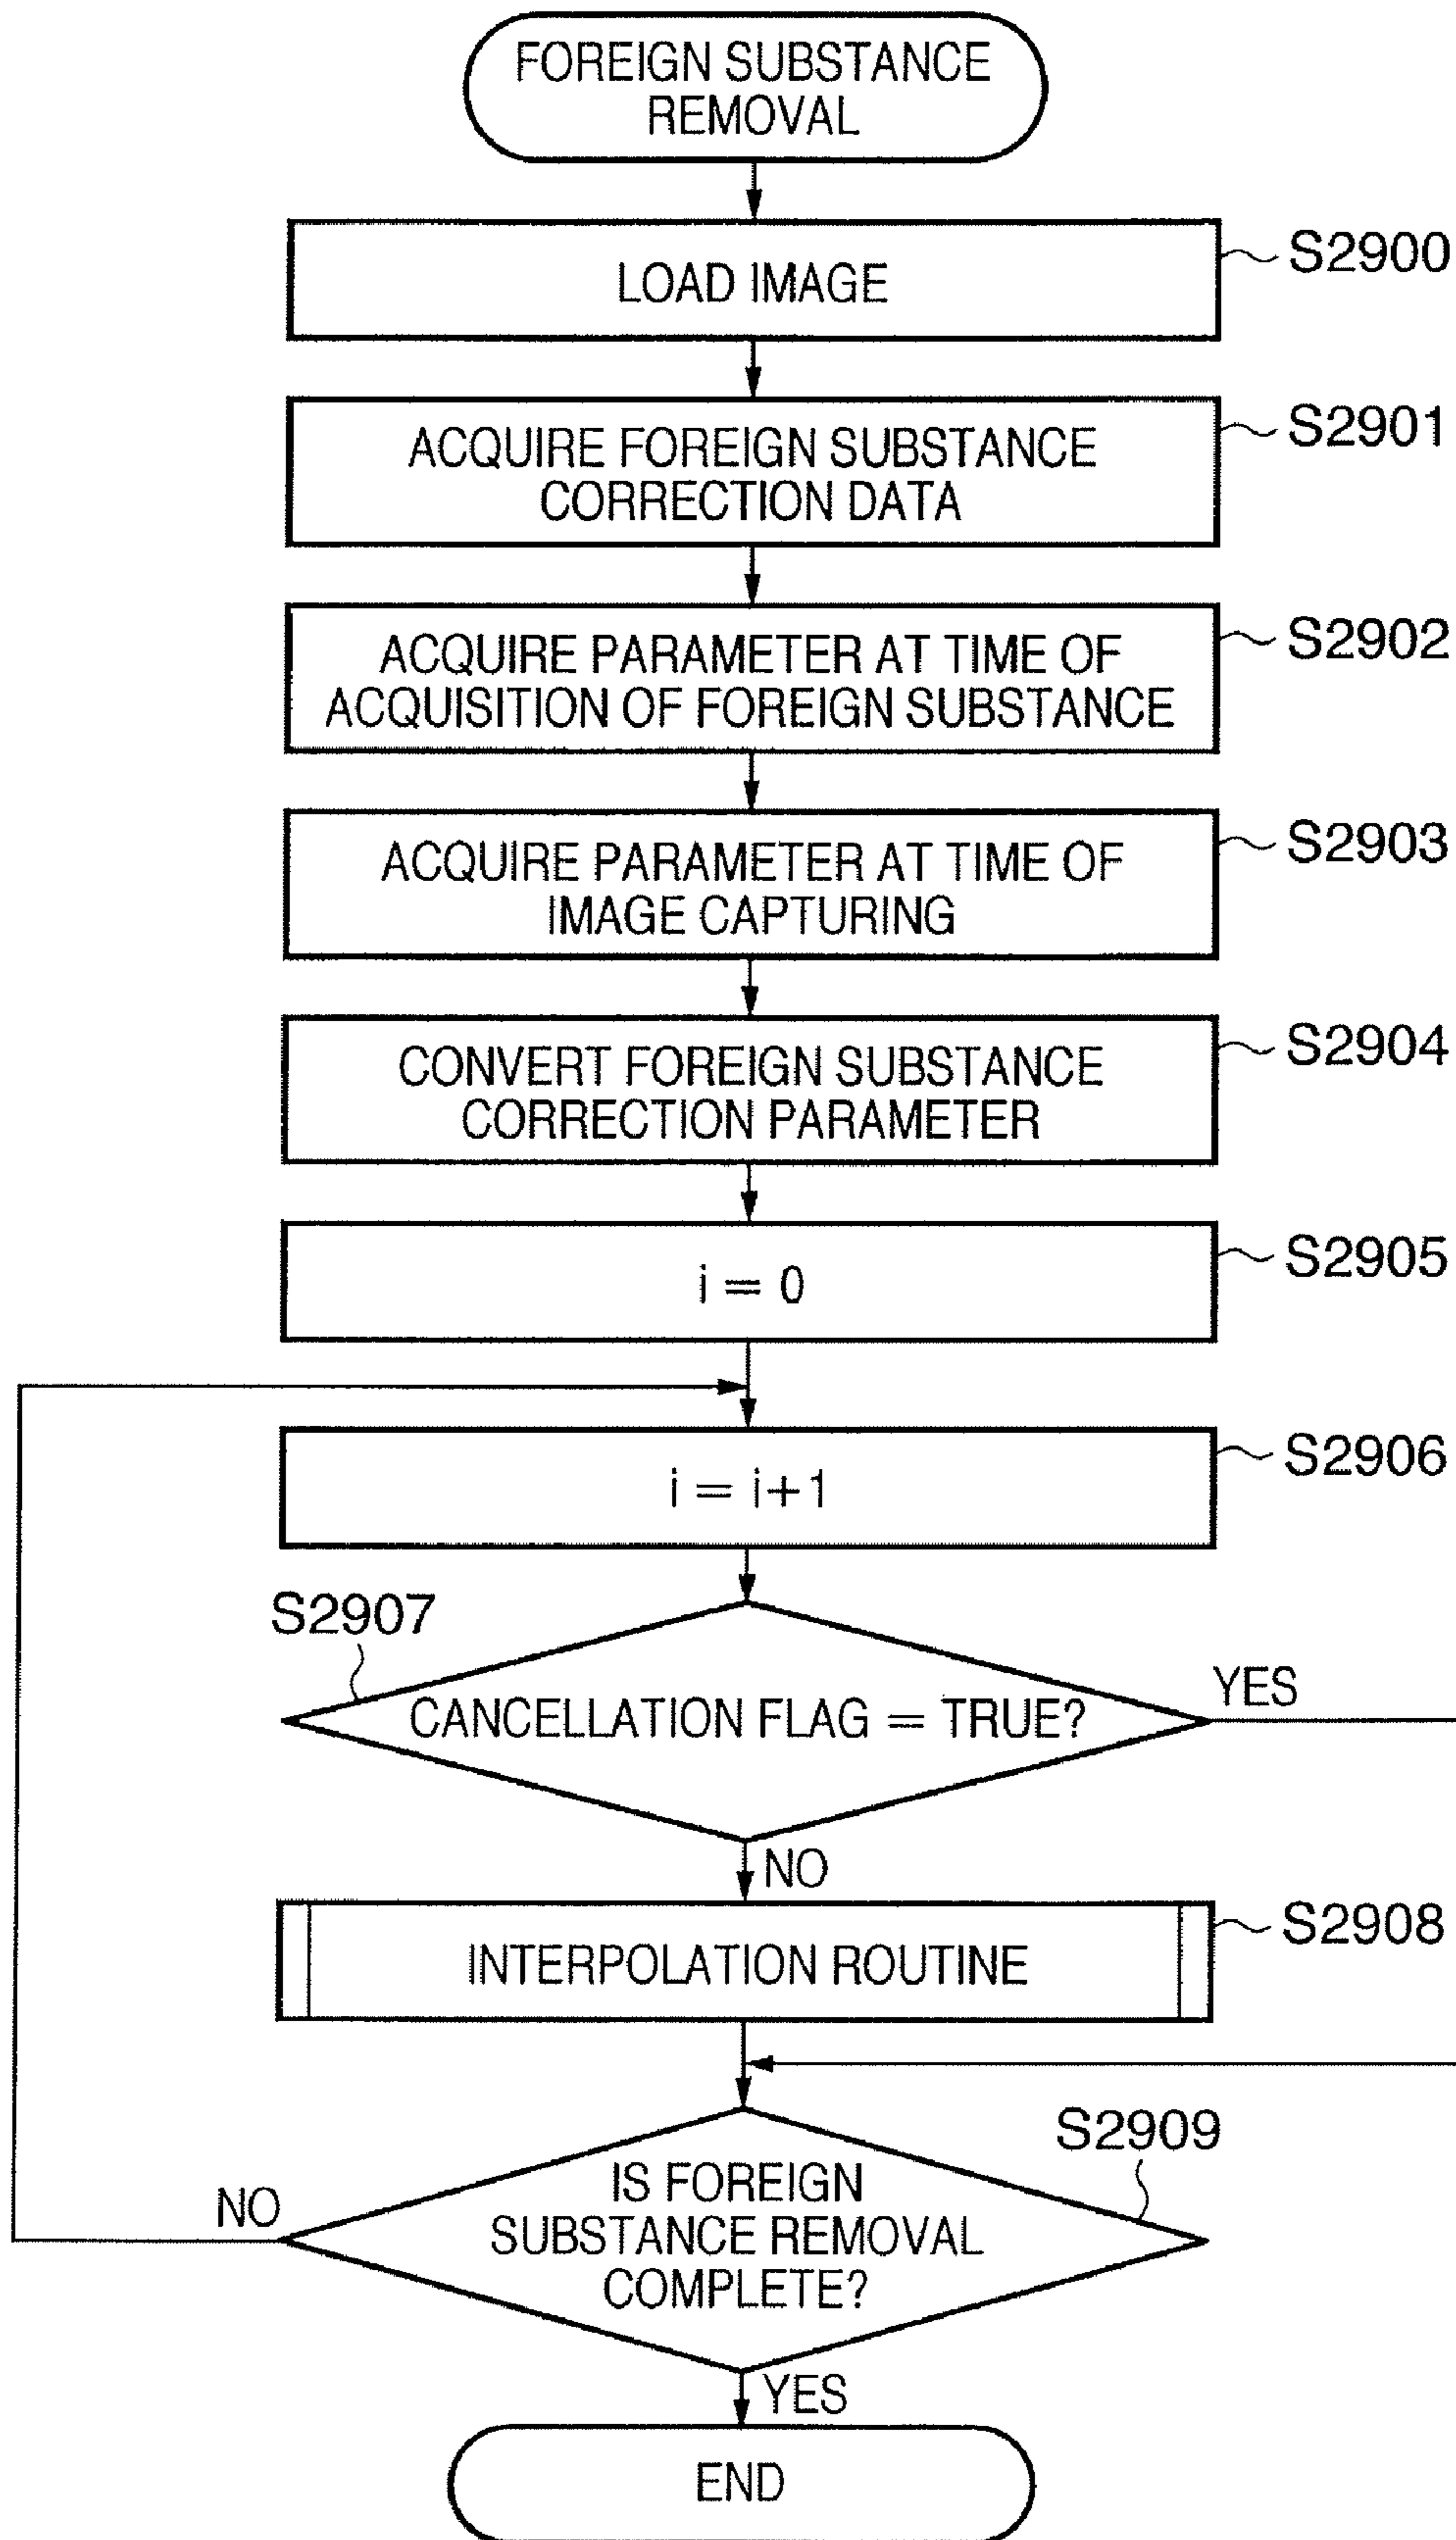 FOREIGN SUBSTANCE
REMOVAL
LOAD IMAGE
S2900
ACQUIRE FOREIGN SUBSTANCE
CORRECTION DATA
S2901
ACQUIRE PARAMETER AT TIME OF
ACQUISITION OF FOREIGN SUBSTANCE
S2902
ACQUIRE PARAMETER AT TIME OF
IMAGE CAPTURING
S2903
CONVERT FOREIGN SUBSTANCE
CORRECTION PARAMETER
S2904
i = 0
S2905
i = i+1
S2906
S2907
CANCELLATION FLAG = TRUE?
YES
NO
INTERPOLATION ROUTINE
S2908
S2909
IS FOREIGN
SUBSTANCE REMOVAL
COMPLETE?
NO
YES
END